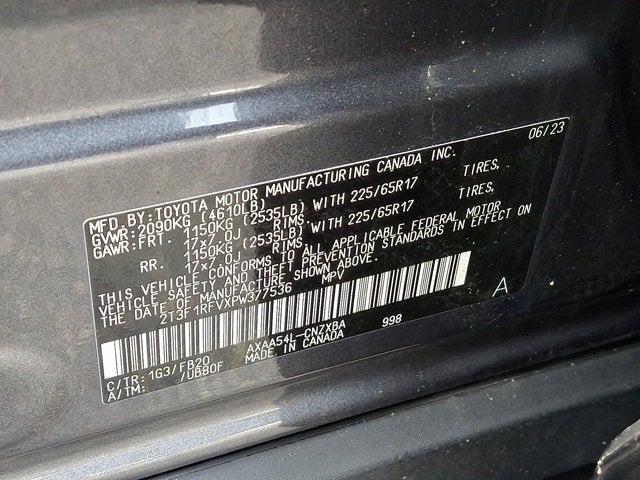 06/23
MFD. BY: TOYOTA MOTOR MANUFACTURING CANADA INC.
GVWR: 2090KG (4610LB)
GAWR: FRT. 1150KG (2535LB) WITH 225/65R17 TIRES,
17x7.0J RIMS,
RR. 1150KG (2535LB) WITH 225/65R17 TIRES,
17x7.0J RIMS,
THIS VEHICLE CONFORMS TO ALL APPLICABLE FEDERAL MOTOR
VEHICLE SAFETY AND THEFT PREVENTION STANDARDS IN EFFECT ON
THE DATE OF MANUFACTURE SHOWN ABOVE.
2T3F1RFVXPW377536 MPV
A
AXAA54L-CNZXBA 998
C/TR: 1G3/FB20 MADE IN CANADA
A/TM: /UB80F